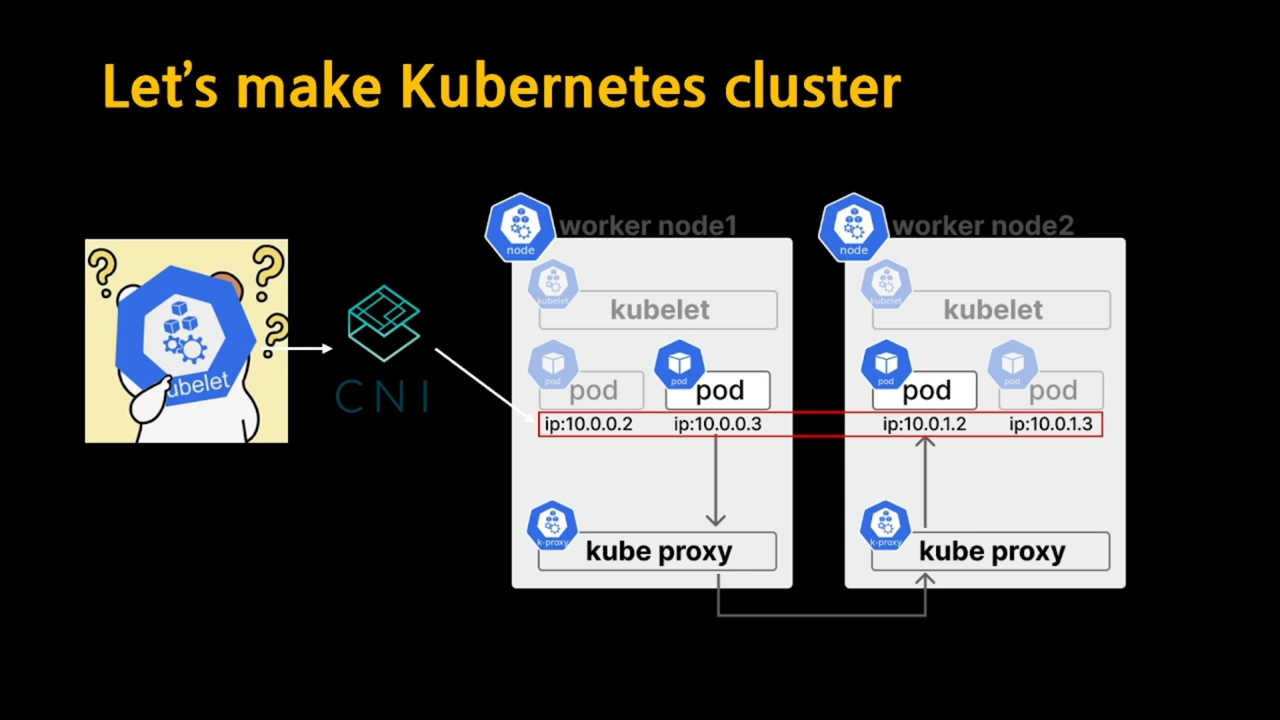 Let's make Kubernetes cluster
? ? ?
ubelet
CNI
worker node1
node
kubelet
kubelet
pod
pod
pod
pod
ip:10.0.0.2
ip:10.0.0.3
k-proxy
kube proxy
worker node2
node
kubelet
kubelet
pod
pod
pod
pod
ip:10.0.1.2
ip:10.0.1.3
k-proxy
kube proxy